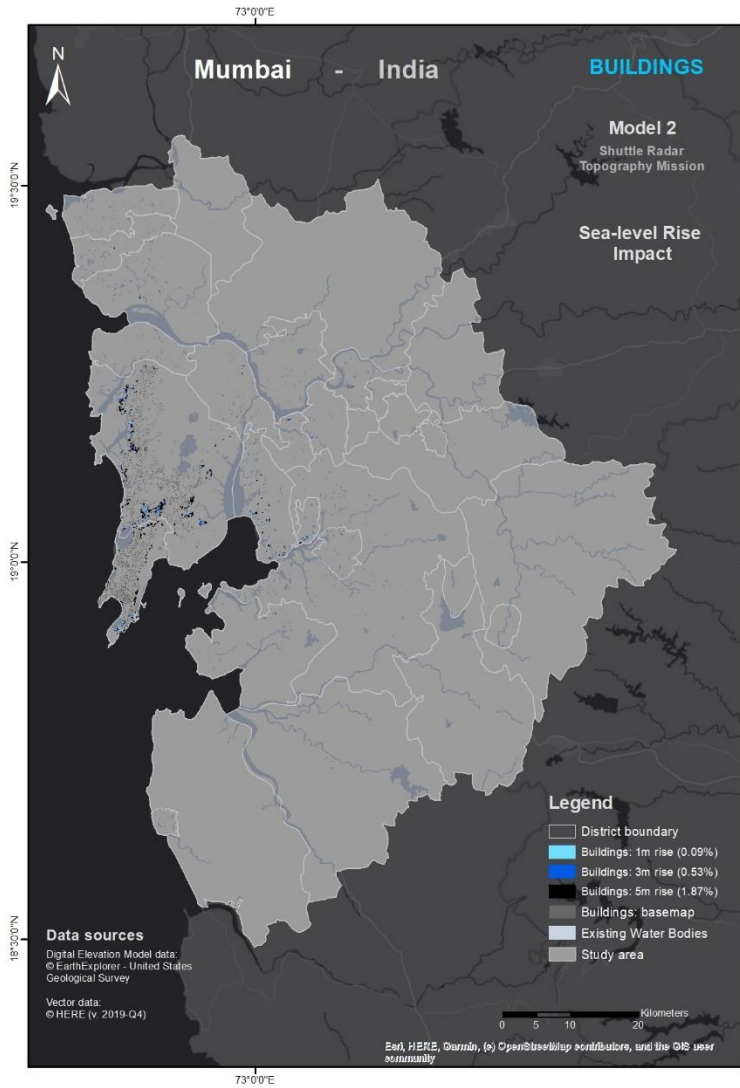 73°0'0"E
N
Mumbai - India
BUILDINGS
Model 2
Shuttle Radar
Topography Mission
19°30'0"N
Sea-level Rise
Impact
19°0'0"N
Legend
District boundary
Buildings: 1m rise (0.09%)
Buildings: 3m rise (0.53%)
Buildings: 5m rise (1.87%)
Buildings: basemap
Existing Water Bodies
Study area
18°30'0"N
Data sources
Digital Elevation Model data:
© EarthExplorer - United States
Geological Survey
Vector data:
© HERE (v. 2019-Q4)
Kilometers
0 5 10 20
Esri, HERE, Garmin, (c) OpenStreetMap contributors, and the GIS user
community
73°0'0"E